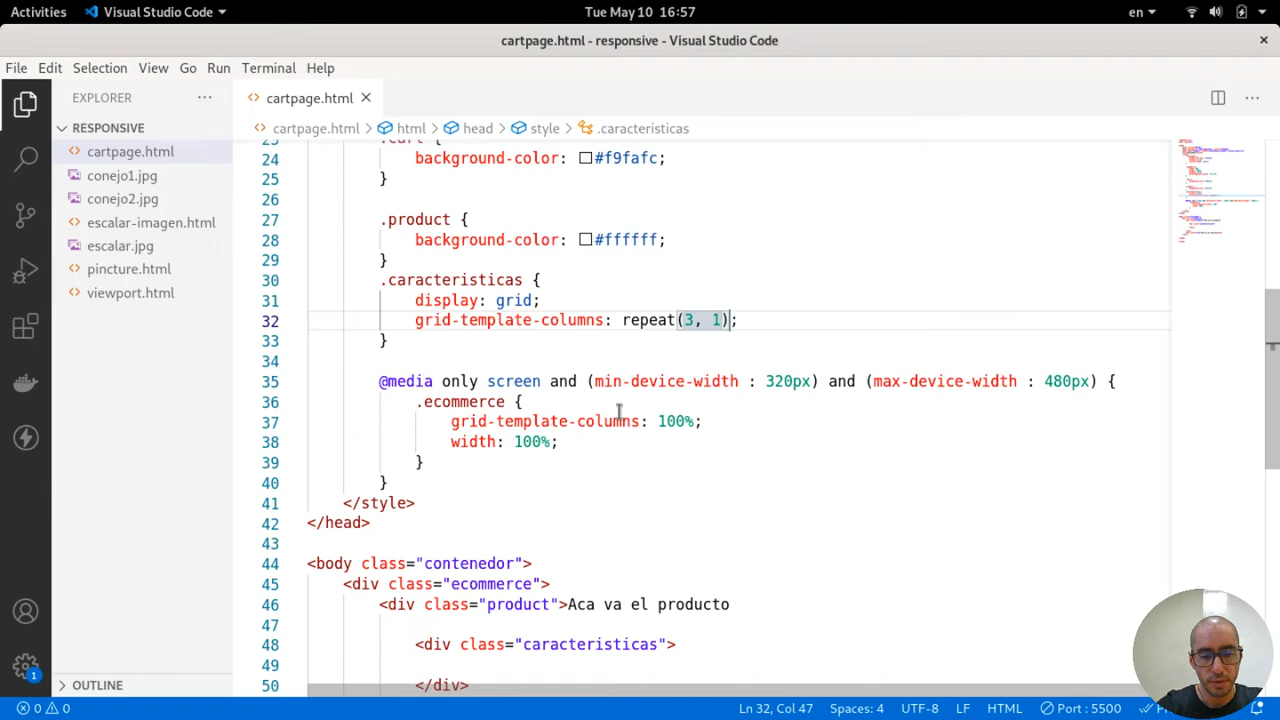 Activities Visual Studio Code Tue May 10 16:57 en
cartpage.html - responsive - Visual Studio Code
File Edit Selection View Go Run Terminal Help
EXPLORER
RESPONSIVE
cartpage.html
conejo1.jpg
conejo2.jpg
escalar-imagen.html
escalar.jpg
pincture.html
viewport.html
OUTLINE
cartpage.html
cartpage.html > html > head > style > .caracteristicas
24 background-color: #f9fafc;
25 }
26
27 .product {
28 background-color: #ffffff;
29 }
30 .caracteristicas {
31 display: grid;
32 grid-template-columns: repeat(3, 1);
33 }
34
35 @media only screen and (min-device-width : 320px) and (max-device-width : 480px) {
36 .ecommerce {
37 grid-template-columns: 100%;
38 width: 100%;
39 }
40 }
41 </style>
42 </head>
43
44 <body class="contenedor">
45 <div class="ecommerce">
46 <div class="product">Aca va el producto
47
48 <div class="caracteristicas">
49
50 </div>
1
0 0 Ln 32, Col 47 Spaces: 4 UTF-8 LF HTML Port : 5500